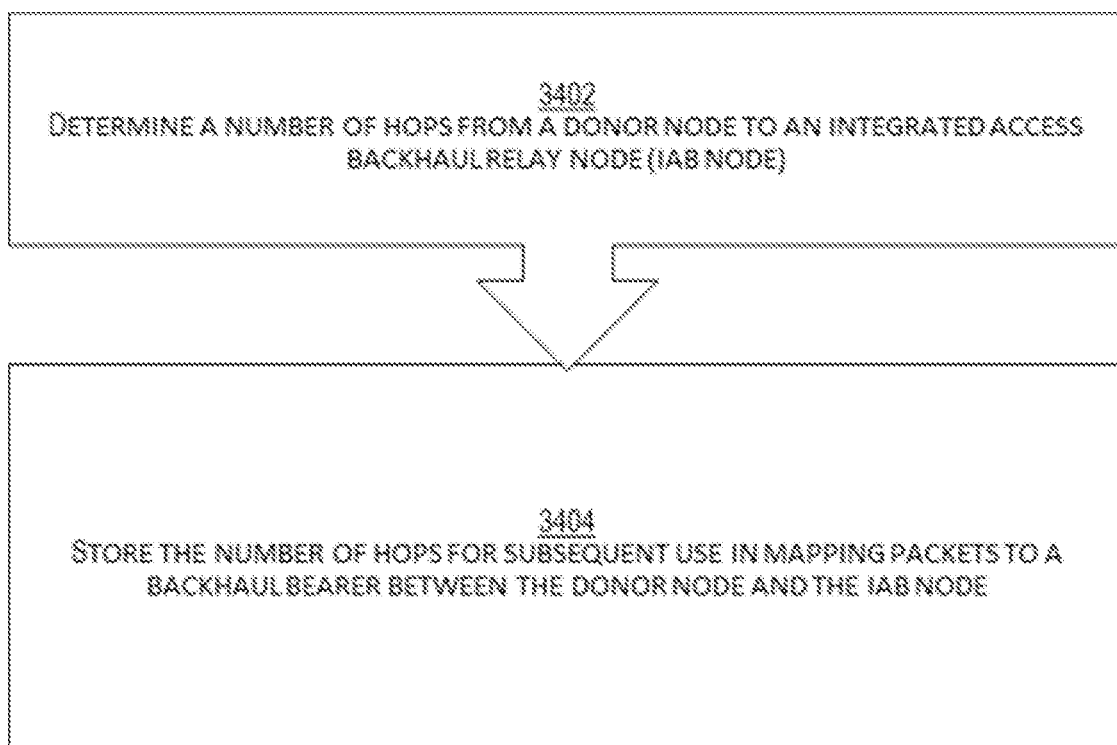 3402
DETERMINE A NUMBER OF HOPS FROM A DONOR NODE TO AN INTEGRATED ACCESS
BACKHAUL RELAY NODE (IAB NODE)
3404
STORE THE NUMBER OF HOPS FOR SUBSEQUENT USE IN MAPPING PACKETS TO A
BACKHAUL BEARER BETWEEN THE DONOR NODE AND THE IAB NODE